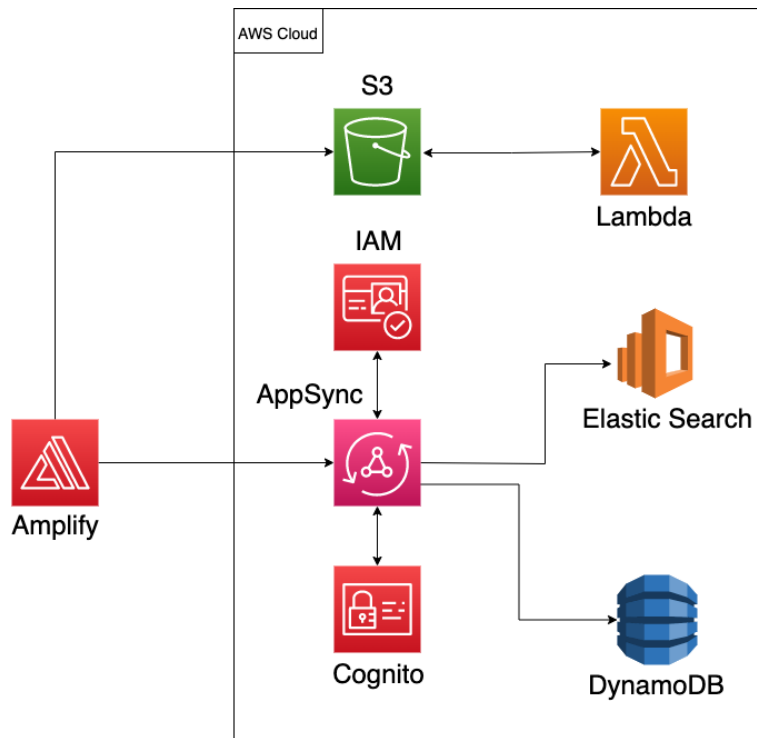 AWS Cloud
S3
Lambda
IAM
AppSync
Elastic Search
Amplify
Cognito
DynamoDB